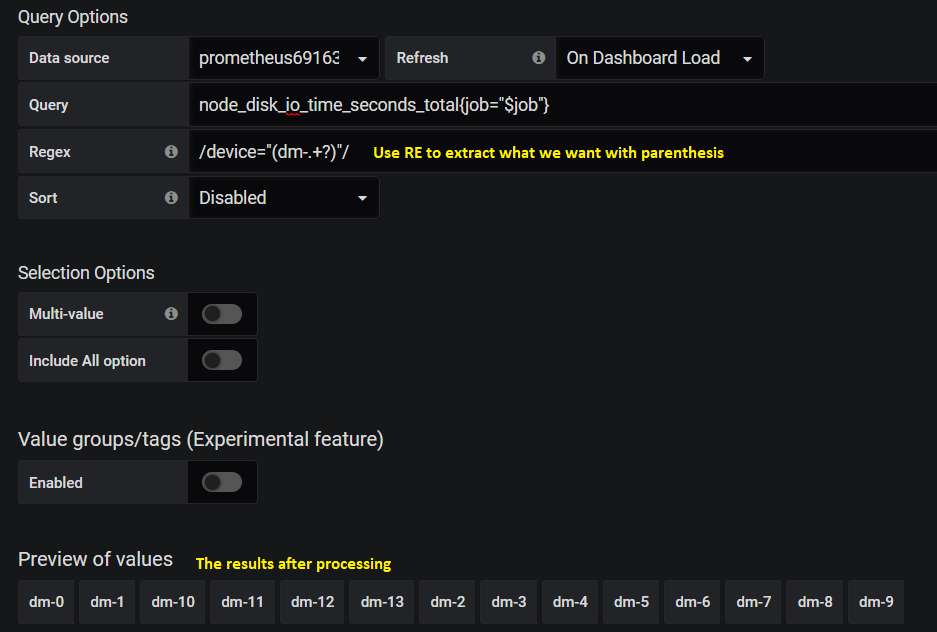 Query Options
Data source prometheus69163 Refresh On Dashboard Load
Query node_disk_io_time_seconds_total{job="$job"}
Regex /device="(dm-.+?)"/ Use RE to extract what we want with parenthesis
Sort Disabled
Selection Options
Multi-value
Include All option
Value groups/tags (Experimental feature)
Enabled
Preview of values The results after processing
dm-0 dm-1 dm-10 dm-11 dm-12 dm-13 dm-2 dm-3 dm-4 dm-5 dm-6 dm-7 dm-8 dm-9